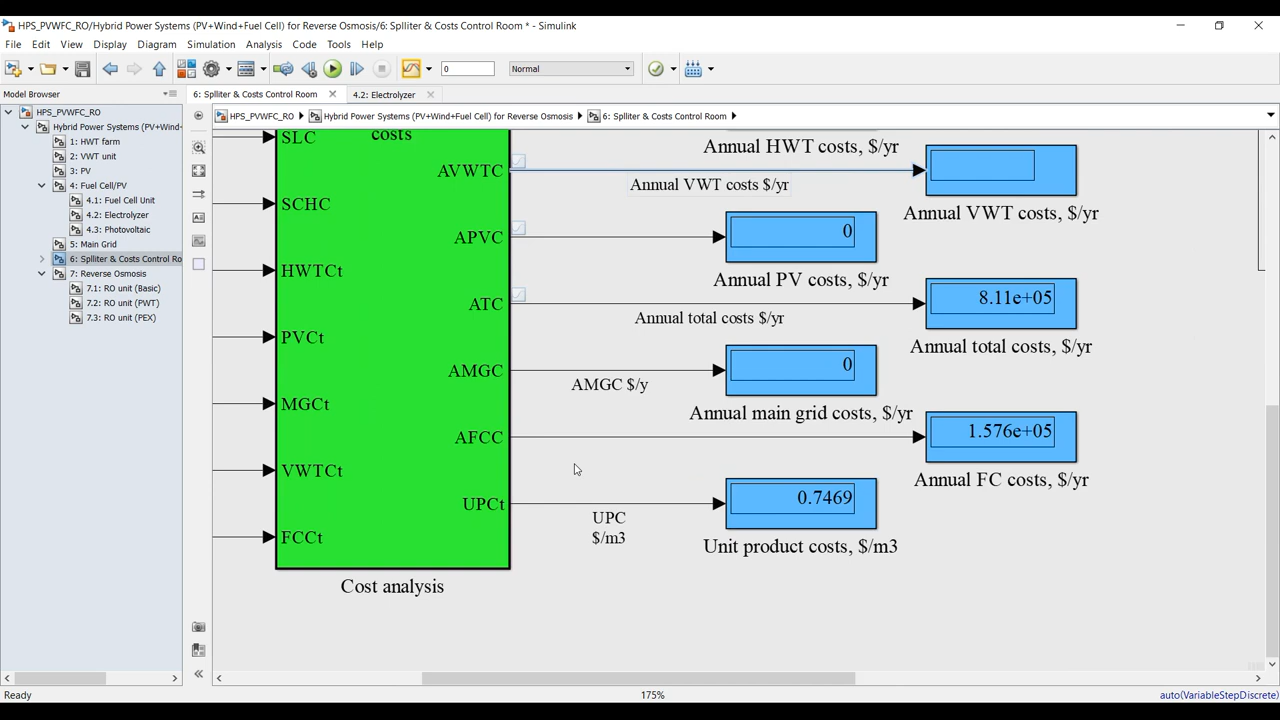 HPS_PVWFC_RO/Hybrid Power Systems (PV+Wind+Fuel Cell) for Reverse Osmosis/6: Splliter & Costs Control Room * - Simulink
File Edit View Display Diagram Simulation Analysis Code Tools Help
0 Normal
Model Browser
6: Splliter & Costs Control Room
4.2: Electrolyzer
HPS_PVWFC_RO
Hybrid Power Systems (PV+Wind+Fuel Cell) for Reverse Osmosis
6: Splliter & Costs Control Room
HPS_PVWFC_RO
Hybrid Power Systems (PV+Wind+
1: HWT farm
2: VWT unit
3: PV
4: Fuel Cell/PV
4.1: Fuel Cell Unit
4.2: Electrolyzer
4.3: Photovoltaic
5: Main Grid
6: Splliter & Costs Control Ro
7: Reverse Osmosis
7.1: RO unit (Basic)
7.2: RO unit (PWT)
7.3: RO unit (PEX)
costs
SLC
SCHC
HWTCt
PVCt
MGCt
VWTCt
FCCt
AVWTC
APVC
ATC
AMGC
AFCC
UPCt
Cost analysis
Annual HWT costs, $/yr
Annual VWT costs $/yr
Annual VWT costs, $/yr
0
Annual PV costs, $/yr
Annual total costs $/yr
8.11e+05
Annual total costs, $/yr
AMGC $/y
0
Annual main grid costs, $/yr
1.576e+05
Annual FC costs, $/yr
UPC
$/m3
0.7469
Unit product costs, $/m3
Ready
175%
auto(VariableStepDiscrete)